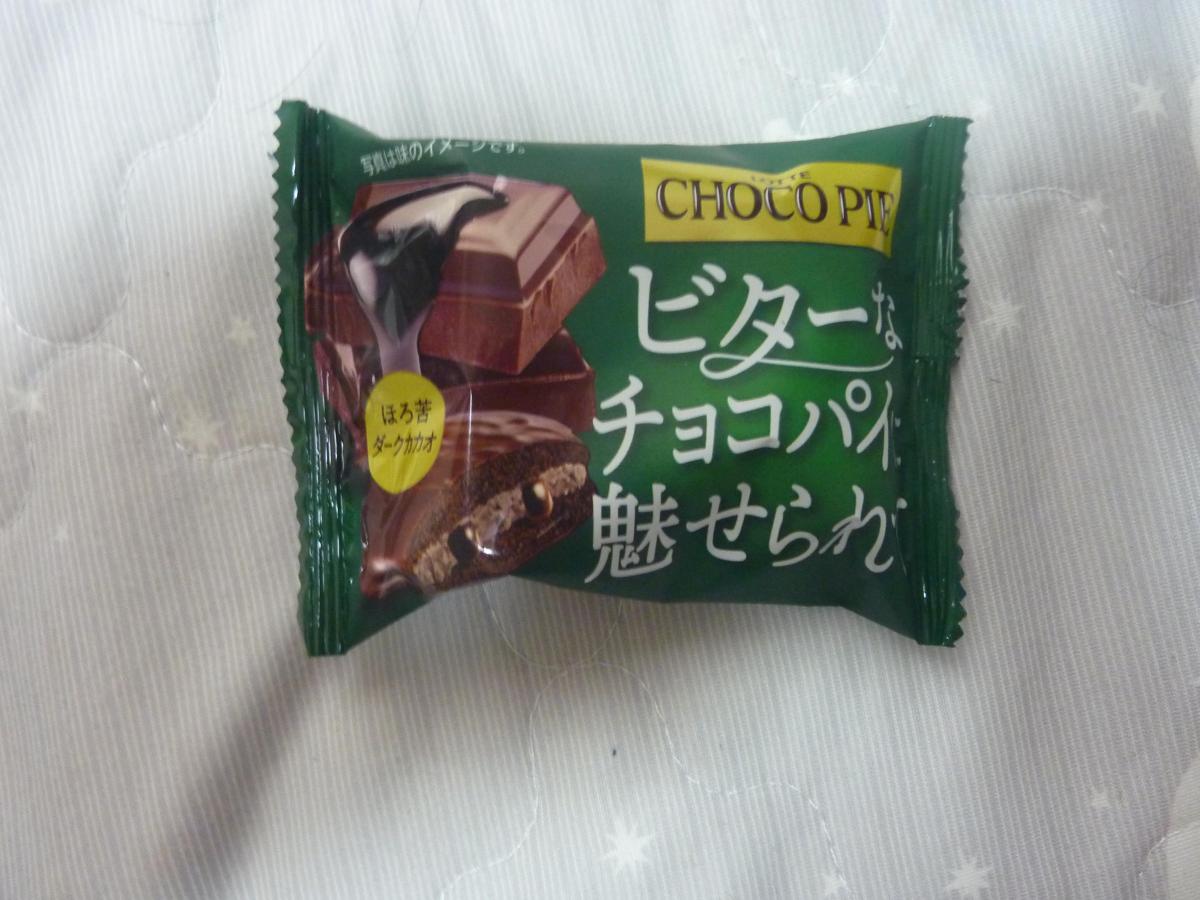 写真は味のイメージです。
LOTTE
CHOCO PIE
ビターな
チョコパイに
魅せられて
ほろ苦
ダークカカオ